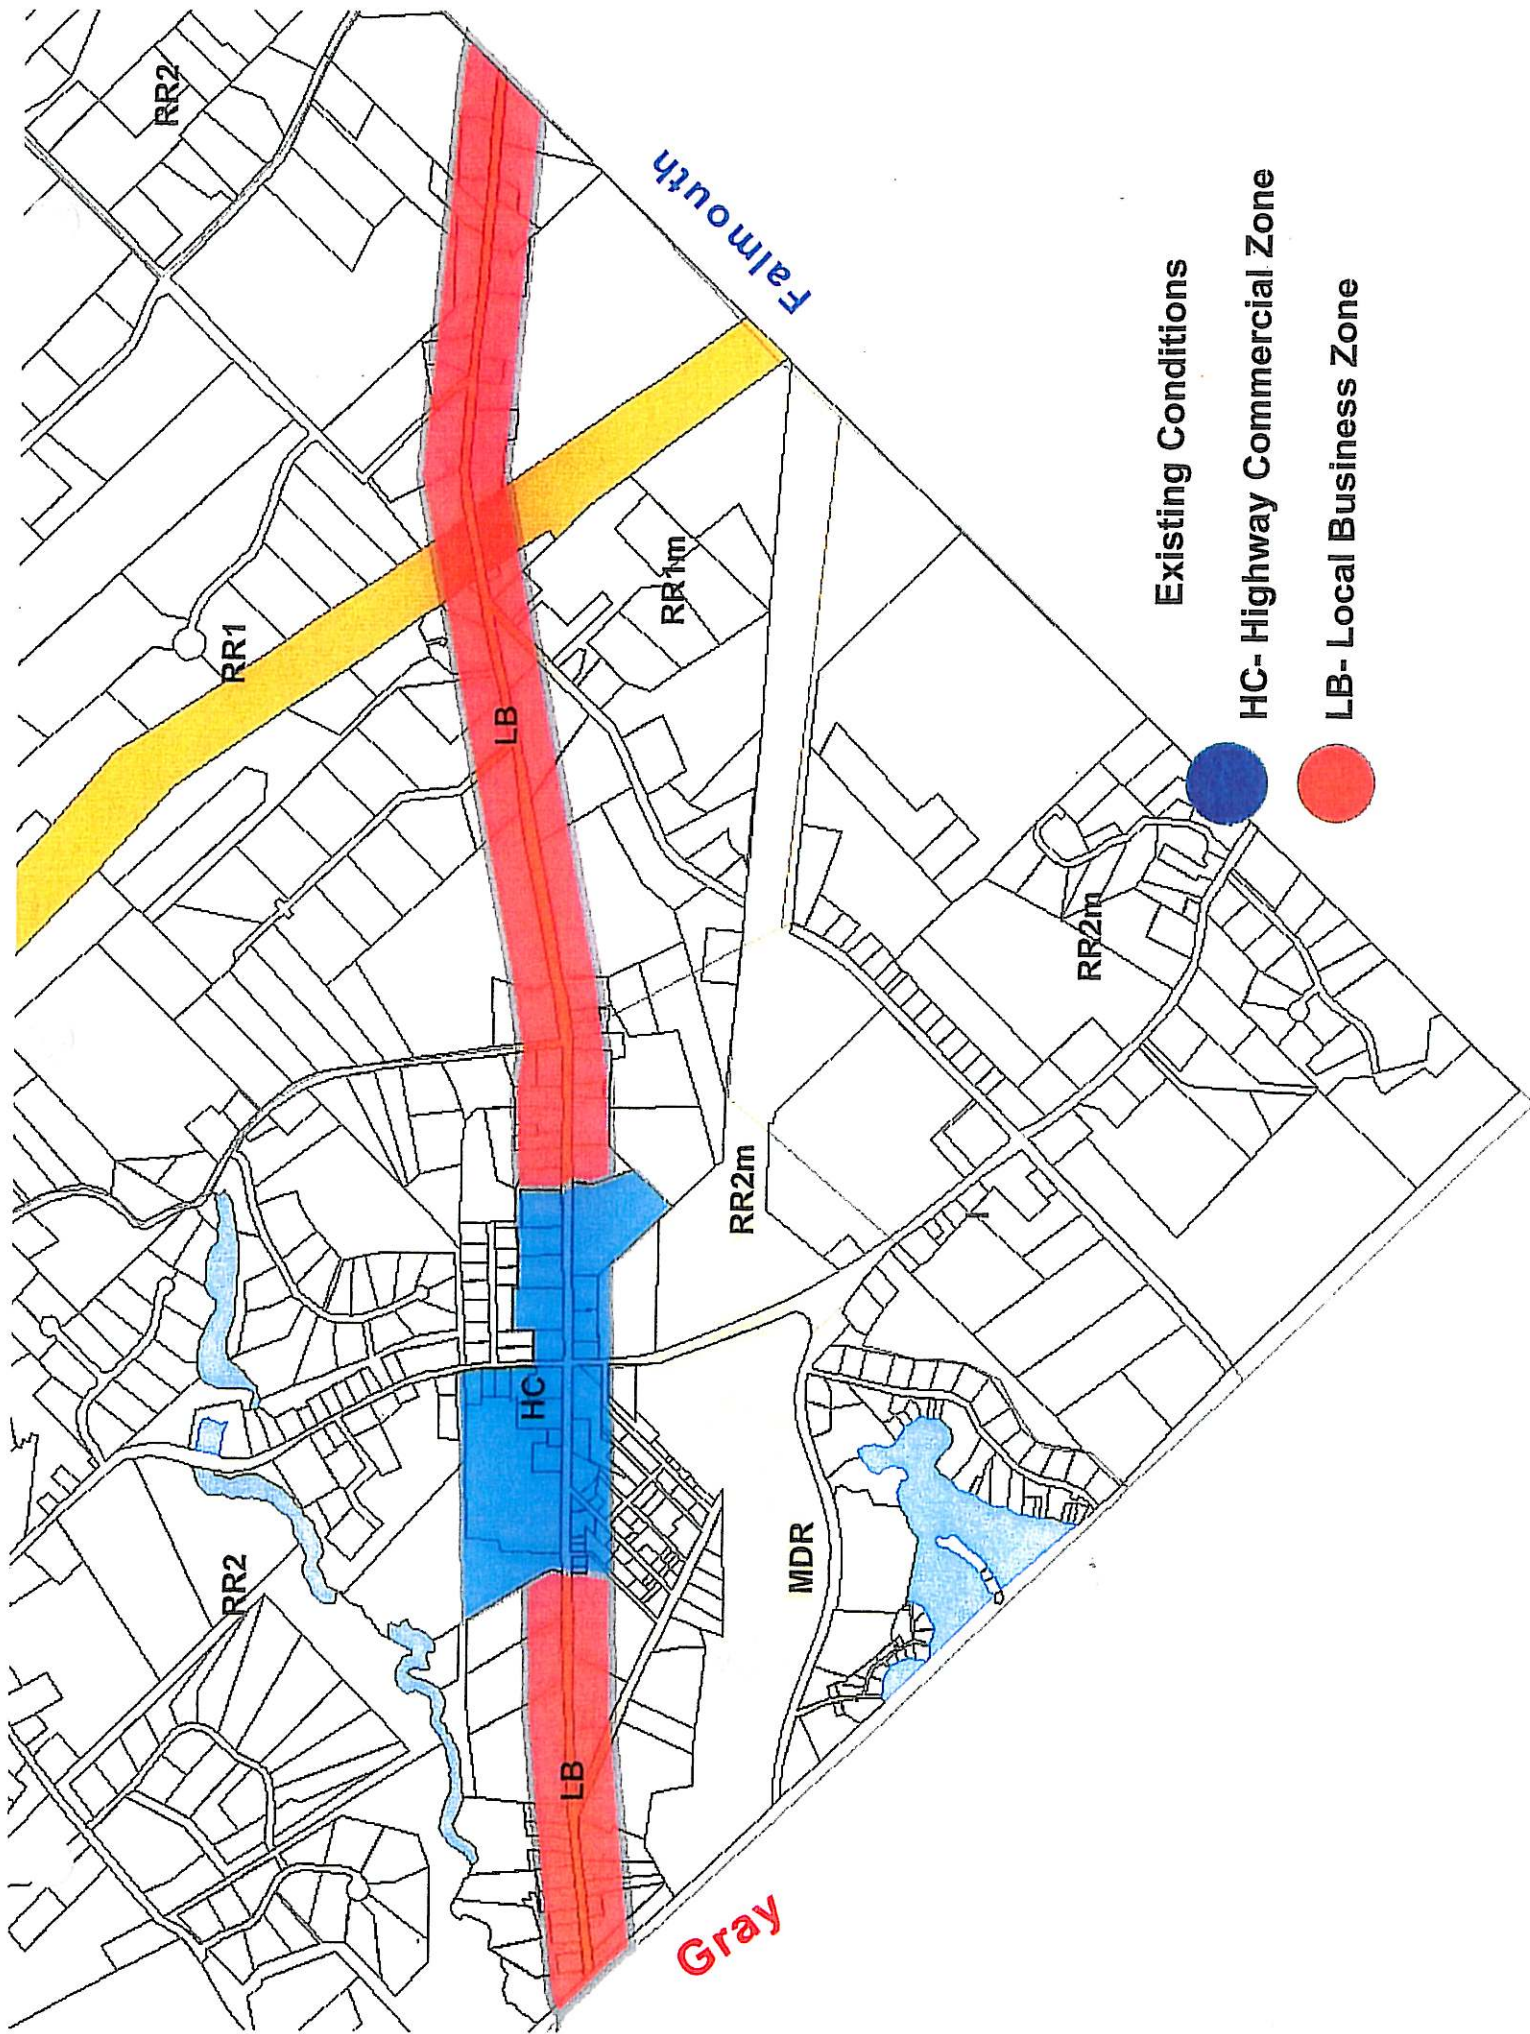 RR2
RR1
RR2
LB
HC
LB
RR1m
RR2m
MDR
RR2m
Gray
Falmouth
Existing Conditions
HC- Highway Commercial Zone
LB- Local Business Zone